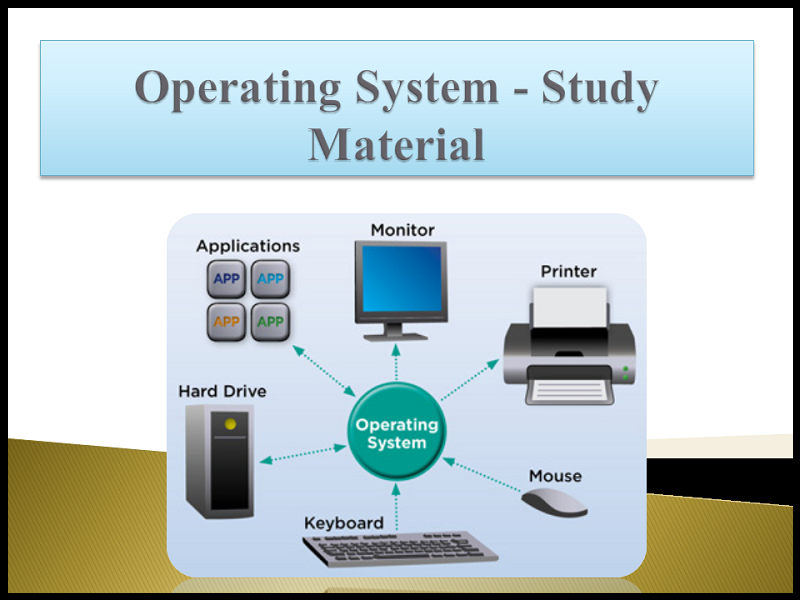 Operating System - Study
Material
Monitor
Applications
Printer
APP APP
APP APP
Hard Drive
Operating
System
Mouse
Keyboard